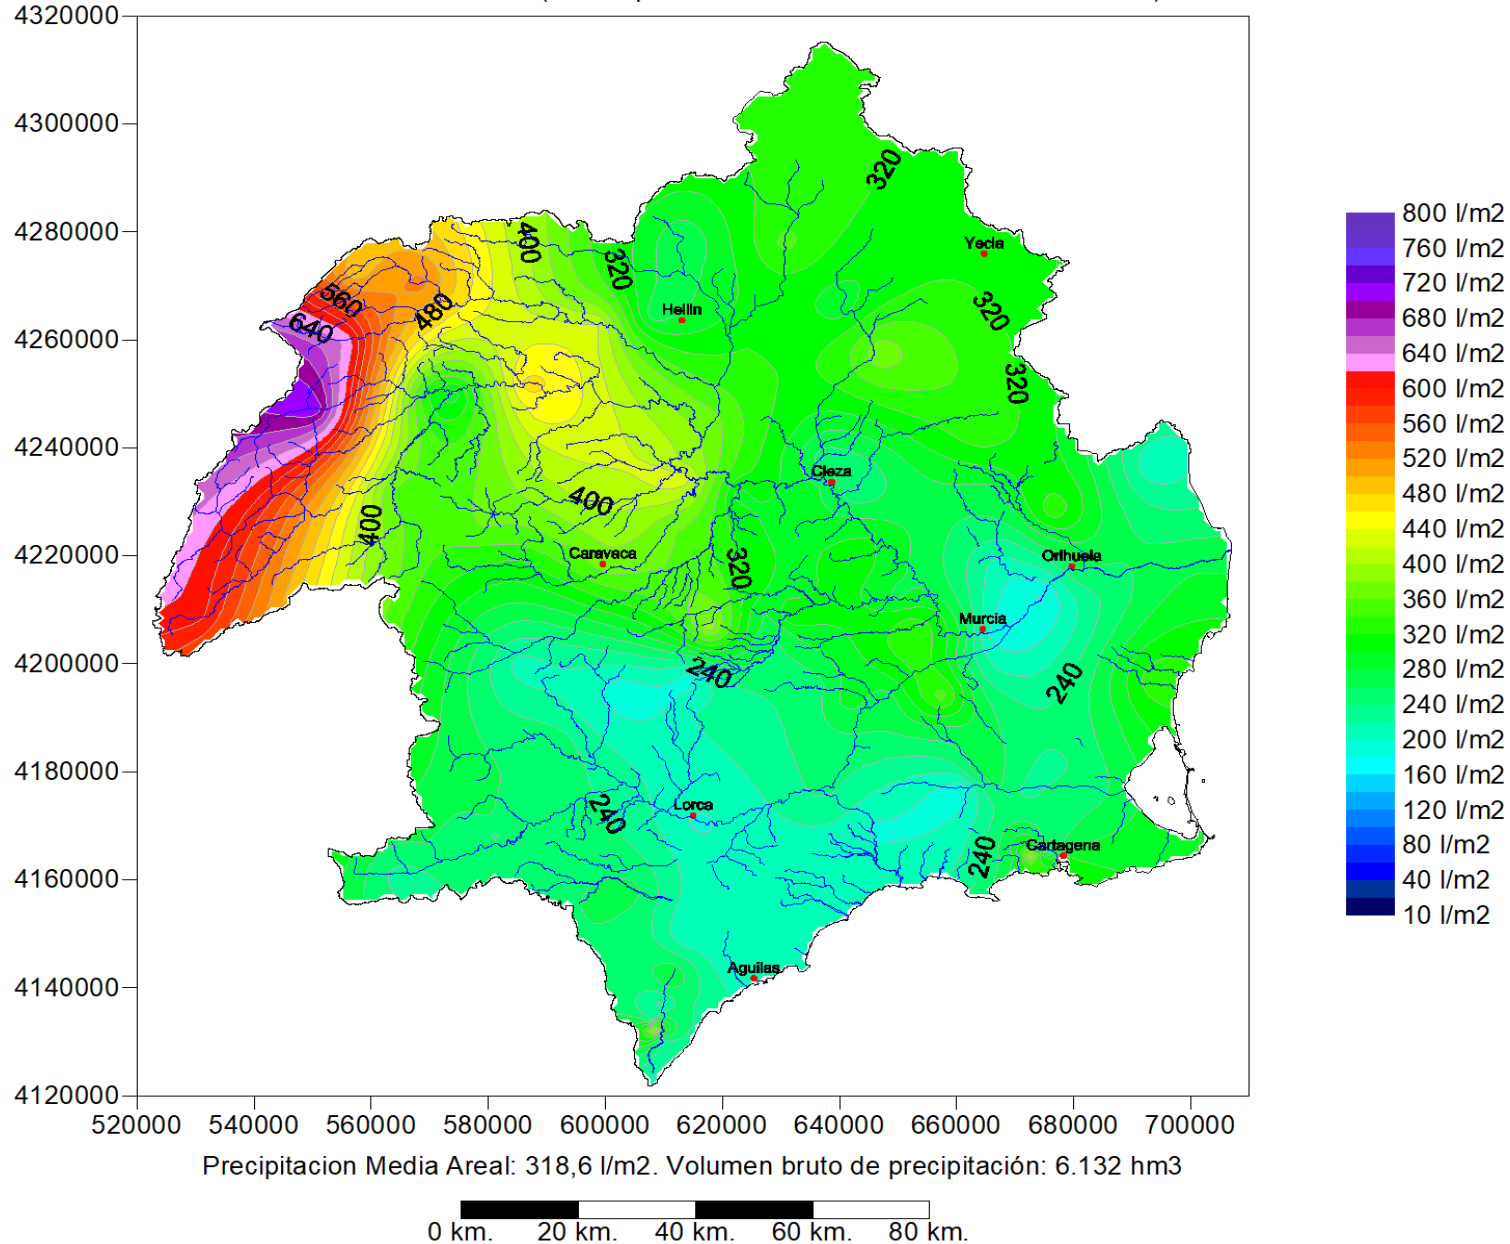 4320000
4300000
4280000
4260000
4240000
4220000
4200000
4180000
4160000
4140000
4120000
520000 540000 560000 580000 600000 620000 640000 660000 680000 700000
320
400
320
Yecla
560
480
640
Hellin
320
320
Cieza
400
400
Caravaca
320
Orihuela
Murcia
240
240
240
Lorca
240
Cartagena
Aguilas
800 l/m2
760 l/m2
720 l/m2
680 l/m2
640 l/m2
600 l/m2
560 l/m2
520 l/m2
480 l/m2
440 l/m2
400 l/m2
360 l/m2
320 l/m2
280 l/m2
240 l/m2
200 l/m2
160 l/m2
120 l/m2
80 l/m2
40 l/m2
10 l/m2
Precipitacion Media Areal: 318,6 l/m2. Volumen bruto de precipitación: 6.132 hm3
0 km. 20 km. 40 km. 60 km. 80 km.